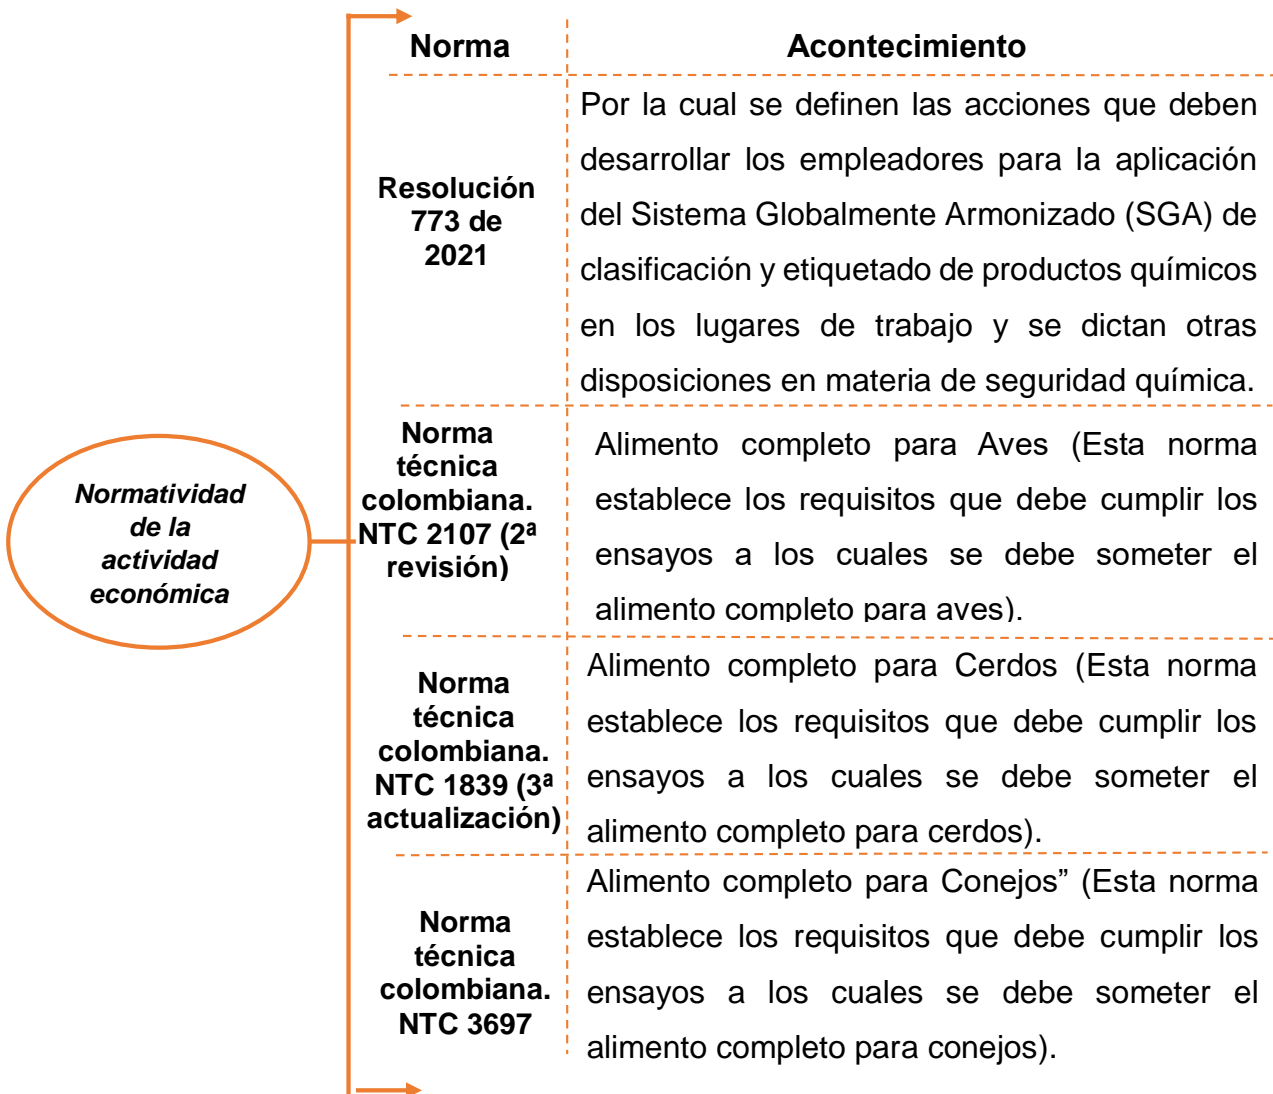 Norma
Acontecimiento
Resolución
773 de
2021
Por la cual se definen las acciones que deben
desarrollar los empleadores para la aplicación
del Sistema Globalmente Armonizado (SGA) de
clasificación y etiquetado de productos químicos
en los lugares de trabajo y se dictan otras
disposiciones en materia de seguridad química.
Normatividad
de la
actividad
económica
Norma
técnica
colombiana.
NTC 2107 (2ª
revisión)
Alimento completo para Aves (Esta norma
establece los requisitos que debe cumplir los
ensayos a los cuales se debe someter el
alimento completo para aves).
Norma
técnica
colombiana.
NTC 1839 (3ª
actualización)
Alimento completo para Cerdos (Esta norma
establece los requisitos que debe cumplir los
ensayos a los cuales se debe someter el
alimento completo para cerdos).
Norma
técnica
colombiana.
NTC 3697
Alimento completo para Conejos” (Esta norma
establece los requisitos que debe cumplir los
ensayos a los cuales se debe someter el
alimento completo para conejos).